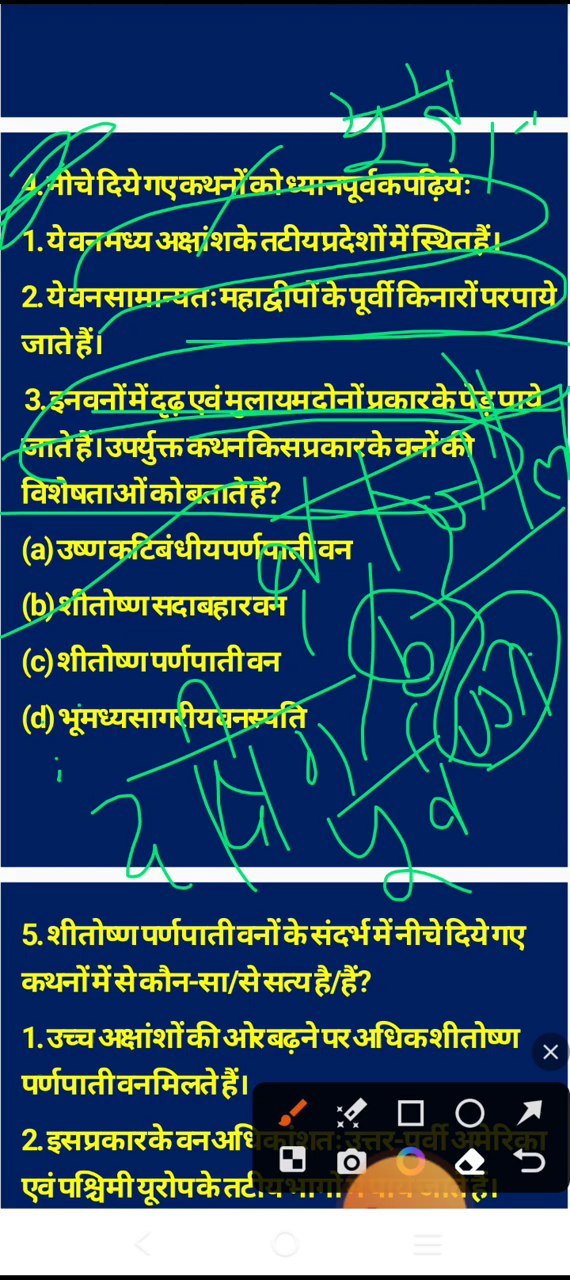 4. नीचे दिये गए कथनों को ध्यानपूर्वक पढ़ियेः
1. ये वन मध्य अक्षांश के तटीय प्रदेशों में स्थित हैं।
2. ये वन सामान्यतः महाद्वीपों के पूर्वी किनारों पर पाये
जाते हैं।
3. इन वनों में दृढ़ एवं मुलायम दोनों प्रकार के पेड़ पाये
जाते हैं। उपर्युक्त कथन किस प्रकार के वनों की
विशेषताओं को बताते हैं?
(a) उष्ण कटिबंधीय पर्णपाती वन
(b) शीतोष्ण सदाबहार वन
(c) शीतोष्ण पर्णपाती वन
(d) भूमध्यसागरीय वनस्पति
b
5. शीतोष्ण पर्णपाती वनों के संदर्भ में नीचे दिये गए
कथनों में से कौन-सा/से सत्य है/हैं?
1. उच्च अक्षांशों की ओर बढ़ने पर अधिक शीतोष्ण
पर्णपाती वन मिलते हैं।
2. इस प्रकार के वन अधिकांशतः उत्तर-पूर्वी अमेरिका
एवं पश्चिमी यूरोप के तटीय भागों में पाये जाते हैं।